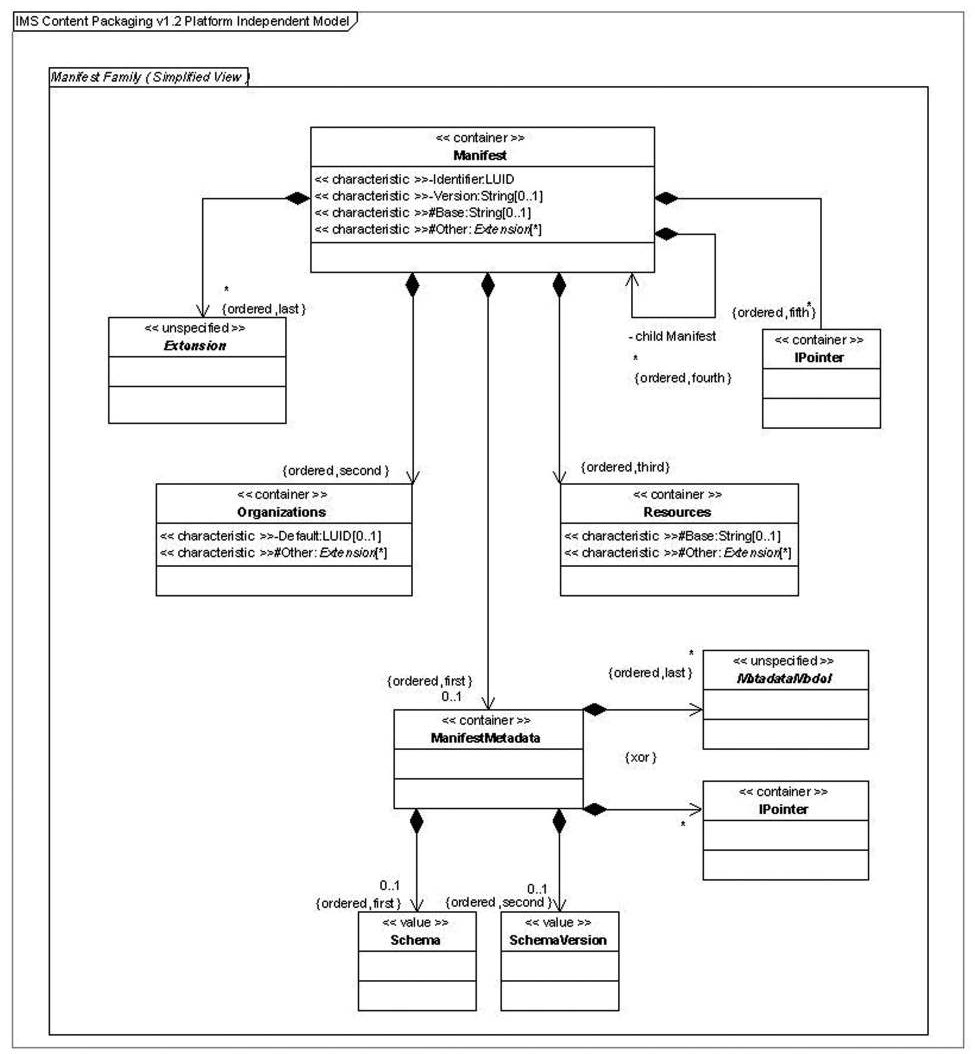 IMS Content Packaging v1.2 Platform Independent Model
Manifest Family ( Simplified View )
<< container >>
Manifest
<< characteristic >>-Identifier:LUID
<< characteristic >>-Version:String[0..1]
<< characteristic >>#Base:String[0..1]
<< characteristic >>#Other:Extension[*]
*
{ordered,last}
<< unspecified >>
Extension
- child Manifest
*
{ordered,fourth}
*
{ordered,fifth}
<< container >>
IPointer
{ordered,second}
<< container >>
Organizations
<< characteristic >>-Default:LUID[0..1]
<< characteristic >>#Other:Extension[*]
{ordered,third}
<< container >>
Resources
<< characteristic >>#Base:String[0..1]
<< characteristic >>#Other:Extension[*]
{ordered,first}
0..1
<< container >>
ManifestMetadata
*
{ordered,last}
<< unspecified >>
MetadataModel
{xor}
<< container >>
IPointer
*
0..1
{ordered,first}
<< value >>
Schema
0..1
{ordered,second}
<< value >>
SchemaVersion